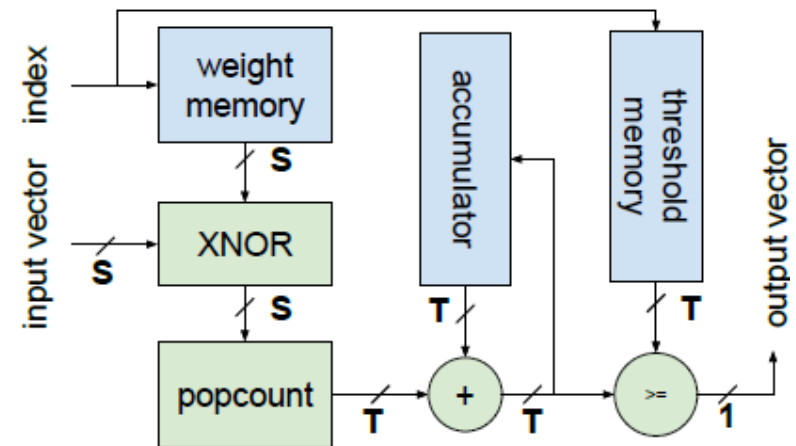 index
weight
memory
S
accumulator
threshold
memory
input vector
S
XNOR
S
T
T
output vector
popcount
T
+
T
>=
1